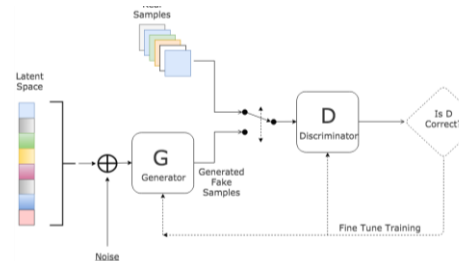 Samples
Latent
Space
G
Generator
Noise
Generated
Fake
Samples
D
Discriminator
Is D
Correct?
Fine Tune Training